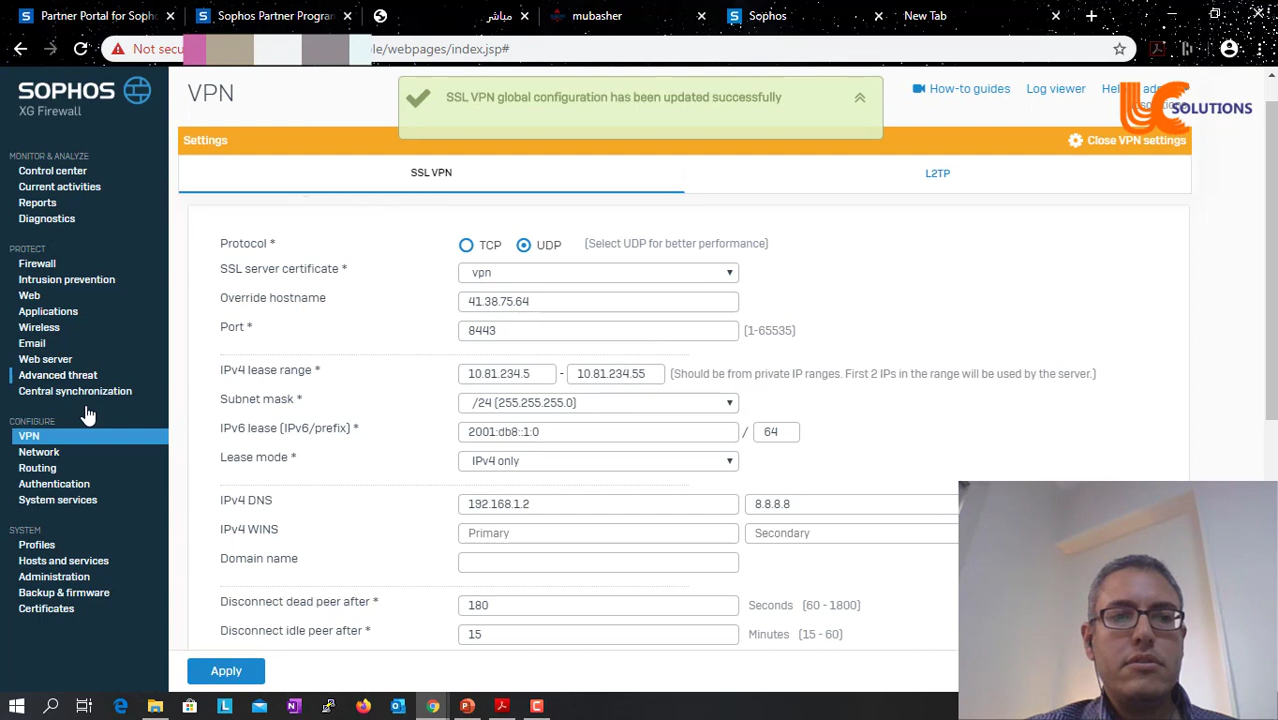 Partner Portal for Sopho
Sophos Partner Progran
مباشر
mubasher
Sophos
New Tab
Not secu
le/webpages/index.jsp#
SOPHOS
XG Firewall
VPN
SSL VPN global configuration has been updated successfully
How-to guides
Log viewer
SOLUTIONS
Settings
Close VPN settings
SSL VPN
L2TP
MONITOR & ANALYZE
Control center
Current activities
Reports
Diagnostics
PROTECT
Firewall
Intrusion prevention
Web
Applications
Wireless
Email
Web server
Advanced threat
Central synchronization
CONFIGURE
VPN
Network
Routing
Authentication
System services
SYSTEM
Profiles
Hosts and services
Administration
Backup & firmware
Certificates
Protocol *
TCP
UDP
(Select UDP for better performance)
SSL server certificate *
vpn
Override hostname
41.38.75.64
Port *
8443
(1-65535)
IPv4 lease range *
10.81.234.5 - 10.81.234.55
(Should be from private IP ranges. First 2 IPs in the range will be used by the server.)
Subnet mask *
/24 (255.255.255.0)
IPv6 lease (IPv6/prefix) *
2001:db8::1:0 / 64
Lease mode *
IPv4 only
IPv4 DNS
192.168.1.2
8.8.8.8
IPv4 WINS
Primary
Secondary
Domain name
Disconnect dead peer after *
180
Seconds (60 - 1800)
Disconnect idle peer after *
15
Minutes (15 - 60)
Apply